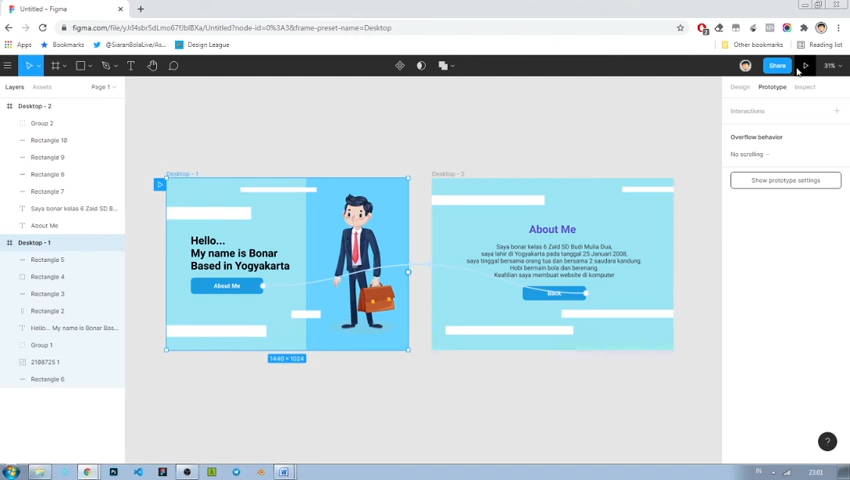 Untitled – Figma
figma.com/file/
Untitled?node-id=0%3A3&frame-preset-name=Desktop
Apps
Bookmarks
@SiaranBolaLive/As...
Design League
Other bookmarks
Reading list
Share
31%
Layers
Assets
Page 1
Design
Prototype
Inspect
Desktop - 2
Group 2
Rectangle 10
Rectangle 9
Rectangle 8
Rectangle 7
Saya bonar kelas 6 Zaid SD B...
About Me
Desktop - 1
Rectangle 5
Rectangle 4
Rectangle 3
Rectangle 2
Hello... My name is Bonar Bas...
Group 1
2108725 1
Rectangle 6
Desktop - 1
Hello...
My name is Bonar
Based in Yogyakarta
About Me
1440 × 1024
Desktop - 2
About Me
Saya bonar kelas 6 Zaid SD Budi Mulia Dua,
saya lahir di Yogyakarta pada tanggal 25 Januari 2008,
saya tinggal bersama orang tua dan bersama 2 saudara kandung.
Hobi bermain bola dan berenang.
Keahlian saya membuat website di komputer
Back
Interactions
Overflow behavior
No scrolling
Show prototype settings
?
IN
23:01